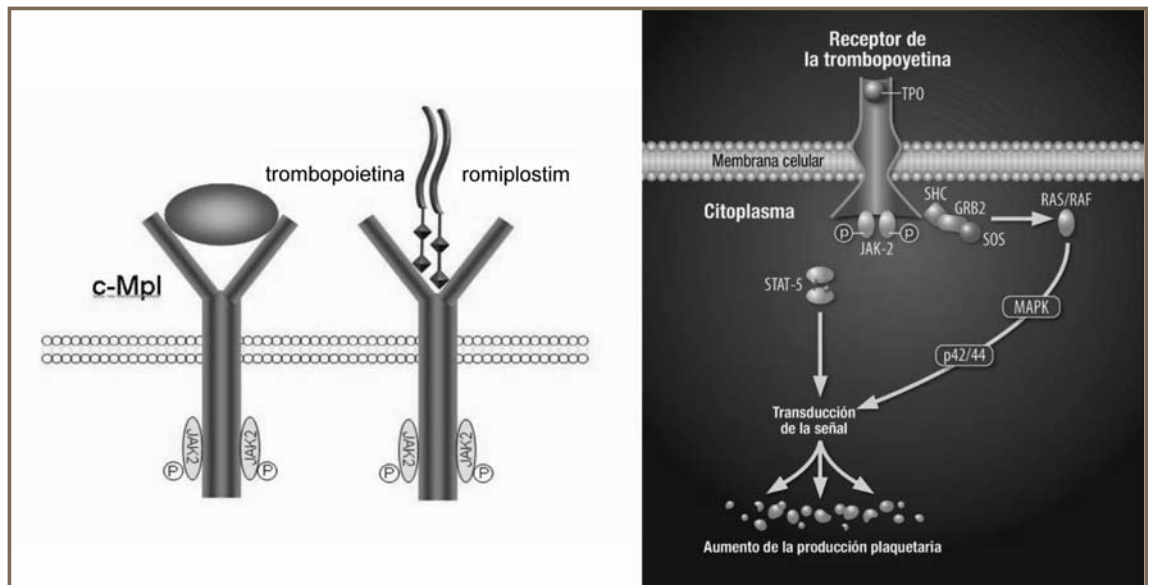 trombopoietina
romiplostim
c-Mpl
JAK2
JAK2
P
P
JAK2
JAK2
P
P
Receptor de
la trombopoyetina
TPO
Membrana celular
Citoplasma
SHC
GRB2
SOS
RAS/RAF
P
P
JAK-2
STAT-5
MAPK
p42/44
Transducción
de la señal
Aumento de la producción plaquetaria